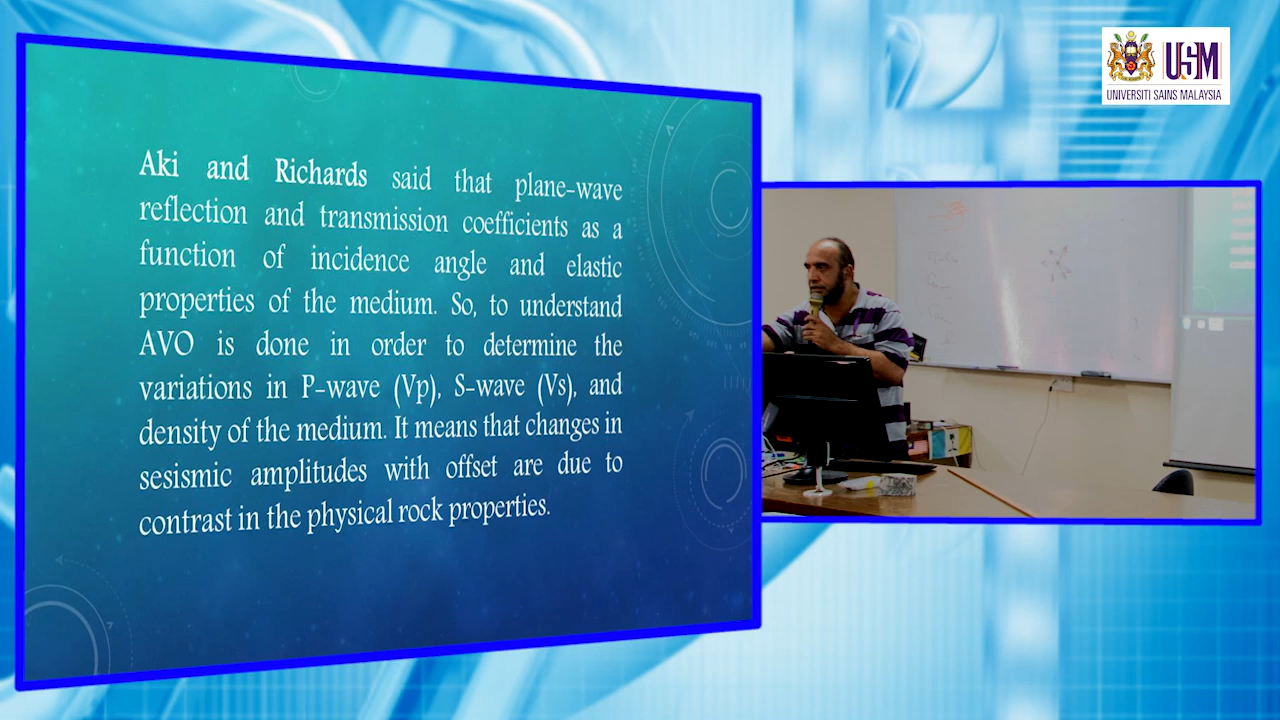 USM
UNIVERSITI SAINS MALAYSIA
Aki and Richards said that plane-wave
reflection and transmission coefficients as a
function of incidence angle and elastic
properties of the medium. So, to understand
AVO is done in order to determine the
variations in P-wave (Vp), S-wave (Vs), and
density of the medium. It means that changes in
sesismic amplitudes with offset are due to
contrast in the physical rock properties.